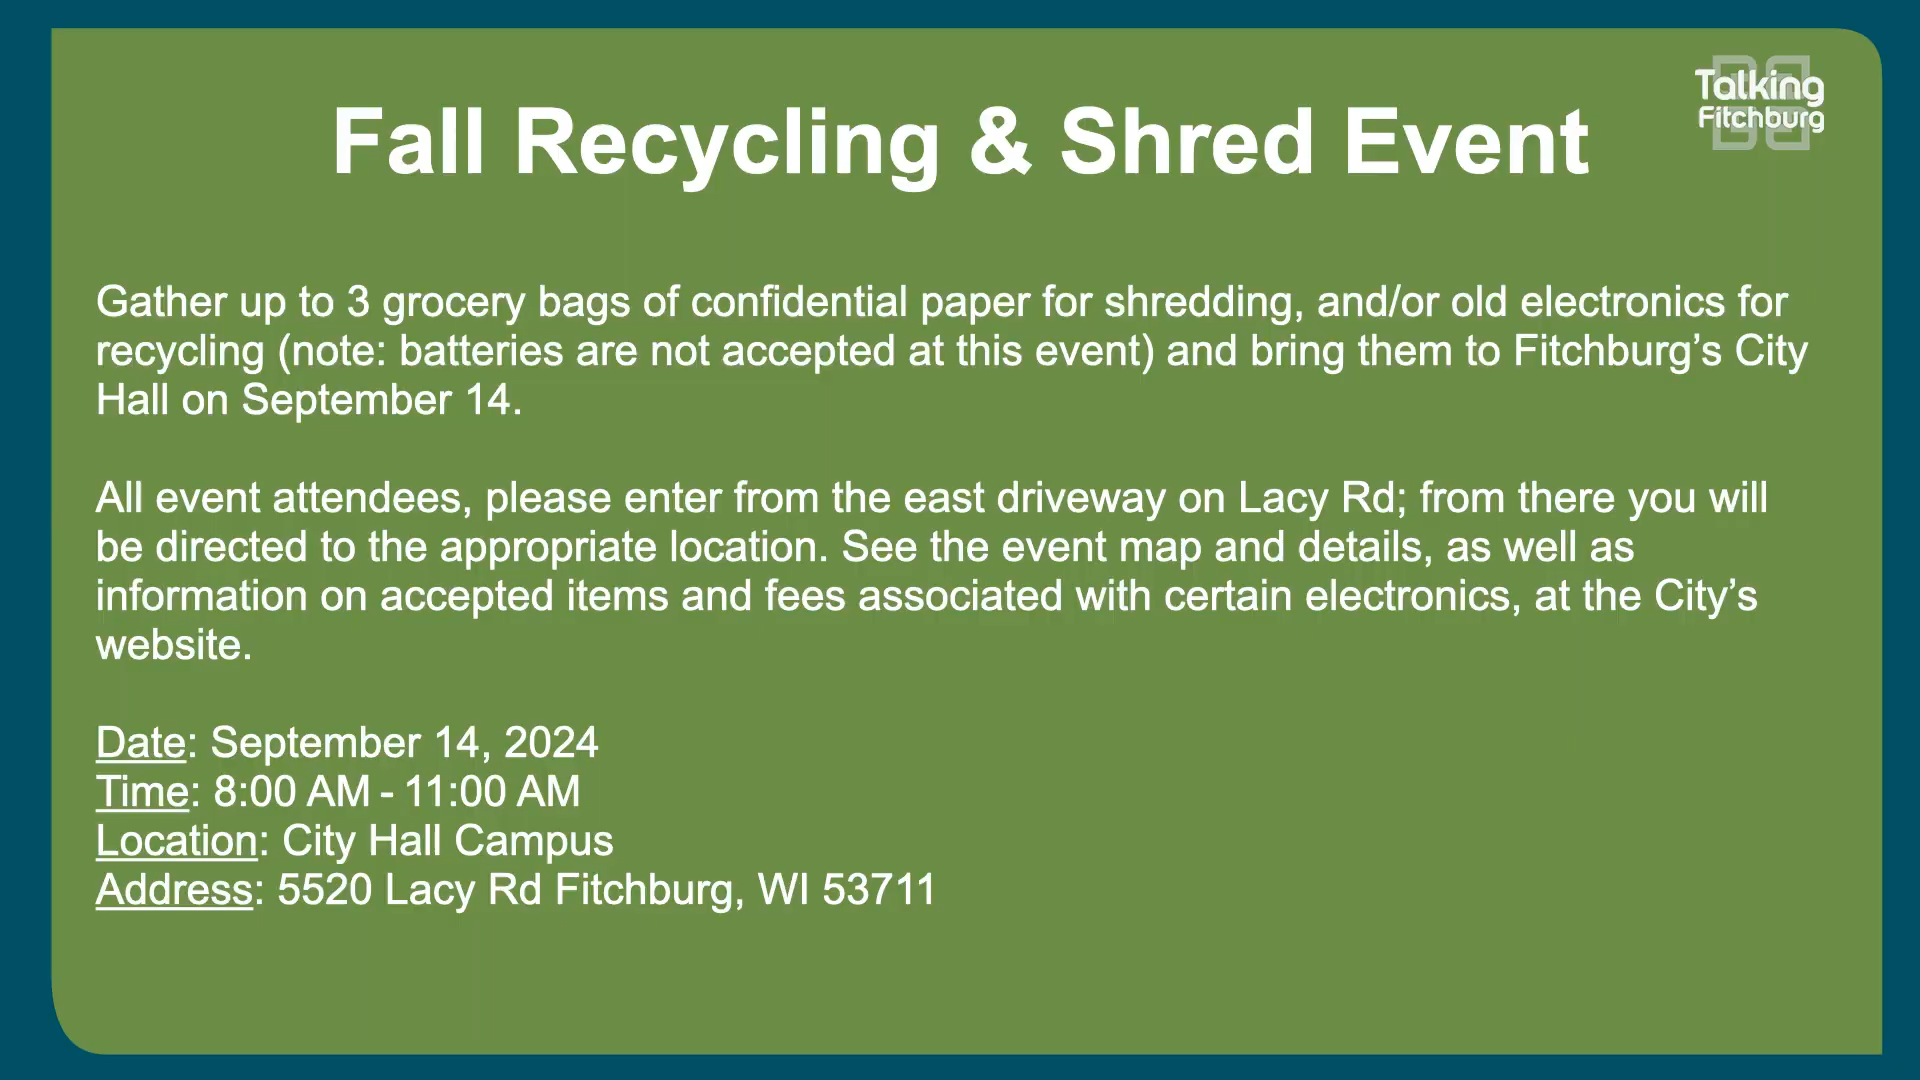 Talking
Fitchburg
Fall Recycling & Shred Event
Gather up to 3 grocery bags of confidential paper for shredding, and/or old electronics for
recycling (note: batteries are not accepted at this event) and bring them to Fitchburg’s City
Hall on September 14.
All event attendees, please enter from the east driveway on Lacy Rd; from there you will
be directed to the appropriate location. See the event map and details, as well as
information on accepted items and fees associated with certain electronics, at the City’s
website.
Date: September 14, 2024
Time: 8:00 AM - 11:00 AM
Location: City Hall Campus
Address: 5520 Lacy Rd Fitchburg, WI 53711